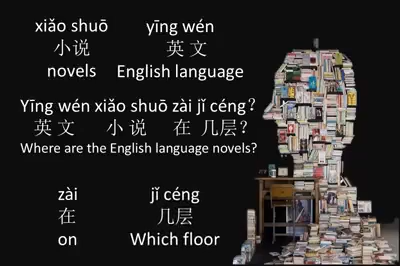 xiǎo shuō yīng wén
小说 英 文
novels English language
Yīng wén xiǎo shuō zài jǐ céng?
英 文 小 说 在 几层？
Where are the English language novels?
zài jǐ céng
在 几层
on Which floor